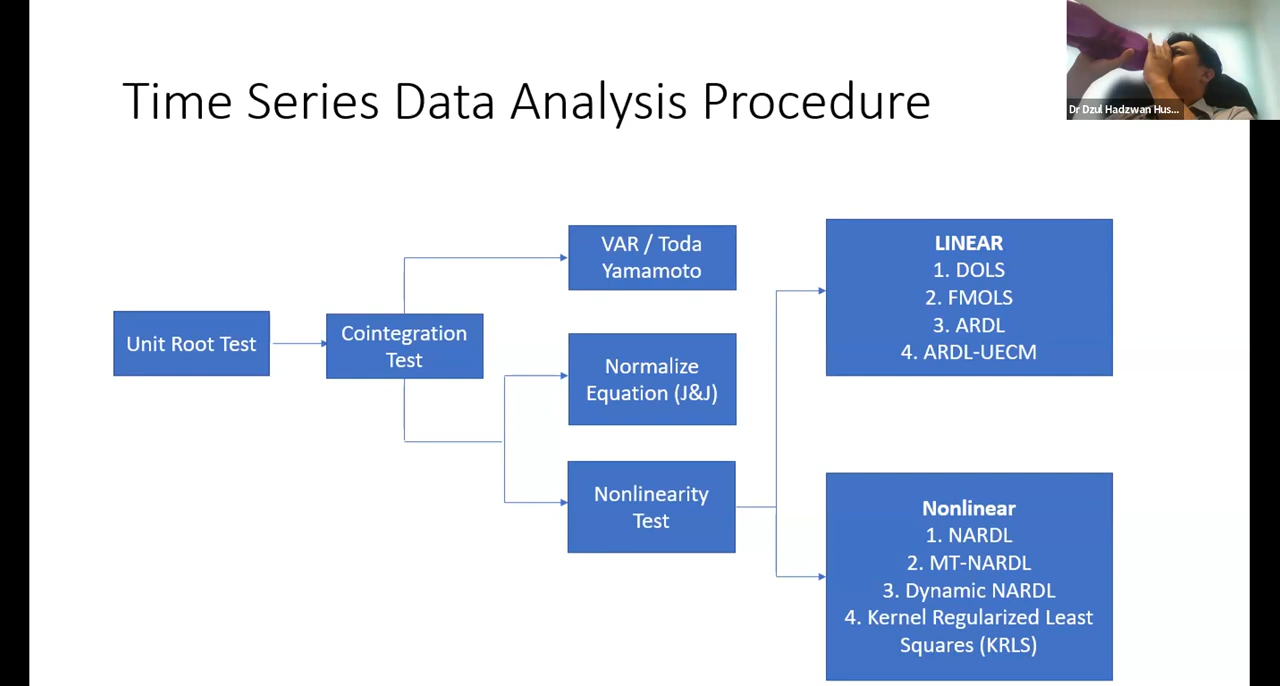 Time Series Data Analysis Procedure
Dr Dzul Hadzwan Hus...
Unit Root Test
Cointegration
Test
VAR / Toda
Yamamoto
Normalize
Equation (J&J)
Nonlinearity
Test
LINEAR
1. DOLS
2. FMOLS
3. ARDL
4. ARDL-UECM
Nonlinear
1. NARDL
2. MT-NARDL
3. Dynamic NARDL
4. Kernel Regularized Least
Squares (KRLS)